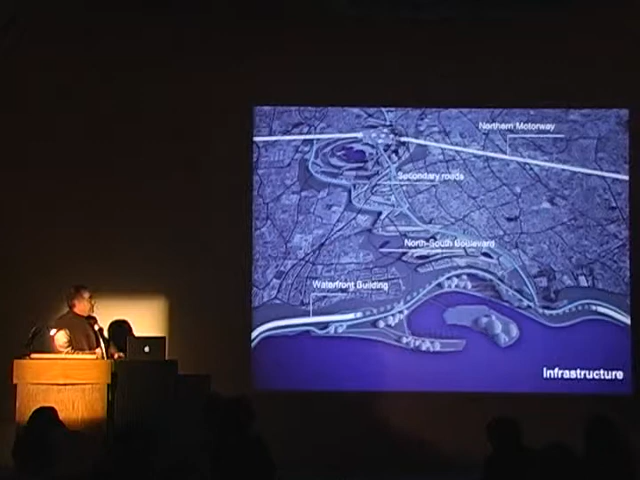 Northern Motorway
Secondary roads
North-South Boulevard
Waterfront Building
Infrastructure